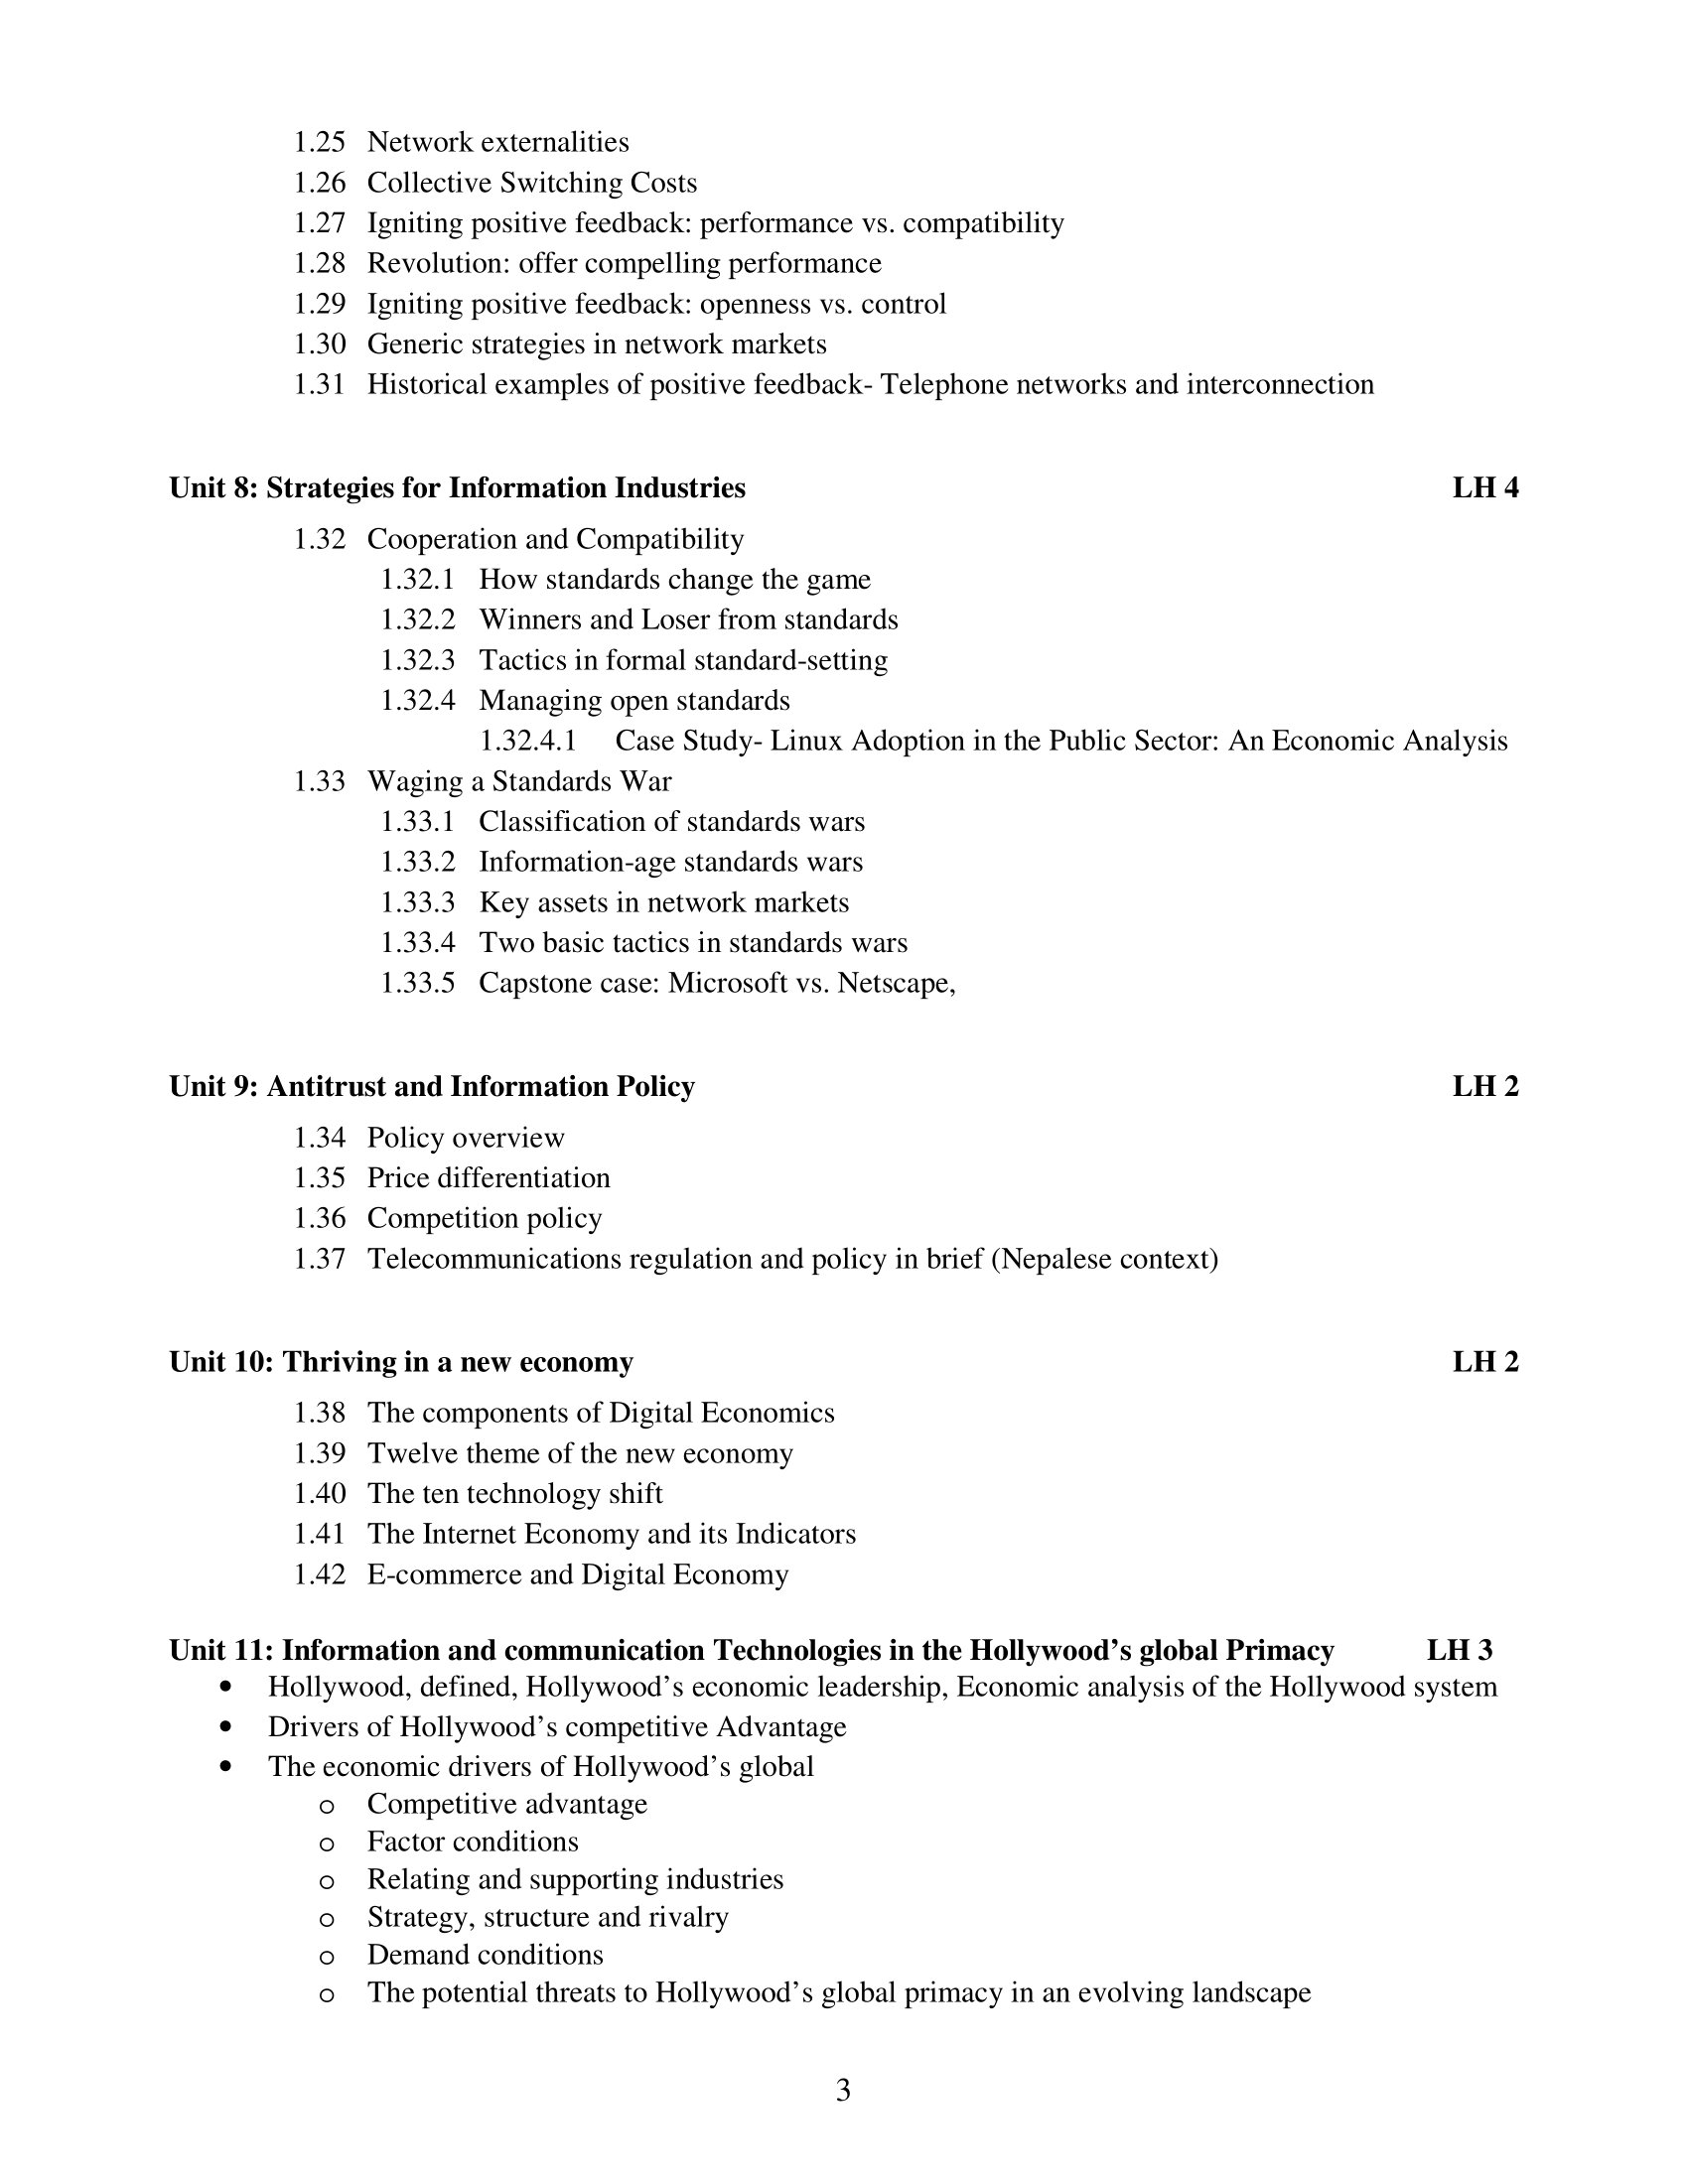 1.25 Network externalities
1.26 Collective Switching Costs
1.27 Igniting positive feedback: performance vs. compatibility
1.28 Revolution: offer compelling performance
1.29 Igniting positive feedback: openness vs. control
1.30 Generic strategies in network markets
1.31 Historical examples of positive feedback- Telephone networks and interconnection
Unit 8: Strategies for Information Industries LH 4
1.32 Cooperation and Compatibility
1.32.1 How standards change the game
1.32.2 Winners and Loser from standards
1.32.3 Tactics in formal standard-setting
1.32.4 Managing open standards
1.32.4.1 Case Study- Linux Adoption in the Public Sector: An Economic Analysis
1.33 Waging a Standards War
1.33.1 Classification of standards wars
1.33.2 Information-age standards wars
1.33.3 Key assets in network markets
1.33.4 Two basic tactics in standards wars
1.33.5 Capstone case: Microsoft vs. Netscape,
Unit 9: Antitrust and Information Policy LH 2
1.34 Policy overview
1.35 Price differentiation
1.36 Competition policy
1.37 Telecommunications regulation and policy in brief (Nepalese context)
Unit 10: Thriving in a new economy LH 2
1.38 The components of Digital Economics
1.39 Twelve theme of the new economy
1.40 The ten technology shift
1.41 The Internet Economy and its Indicators
1.42 E-commerce and Digital Economy
Unit 11: Information and communication Technologies in the Hollywood’s global Primacy LH 3
• Hollywood, defined, Hollywood’s economic leadership, Economic analysis of the Hollywood system
• Drivers of Hollywood’s competitive Advantage
• The economic drivers of Hollywood’s global
o Competitive advantage
o Factor conditions
o Relating and supporting industries
o Strategy, structure and rivalry
o Demand conditions
o The potential threats to Hollywood’s global primacy in an evolving landscape
3